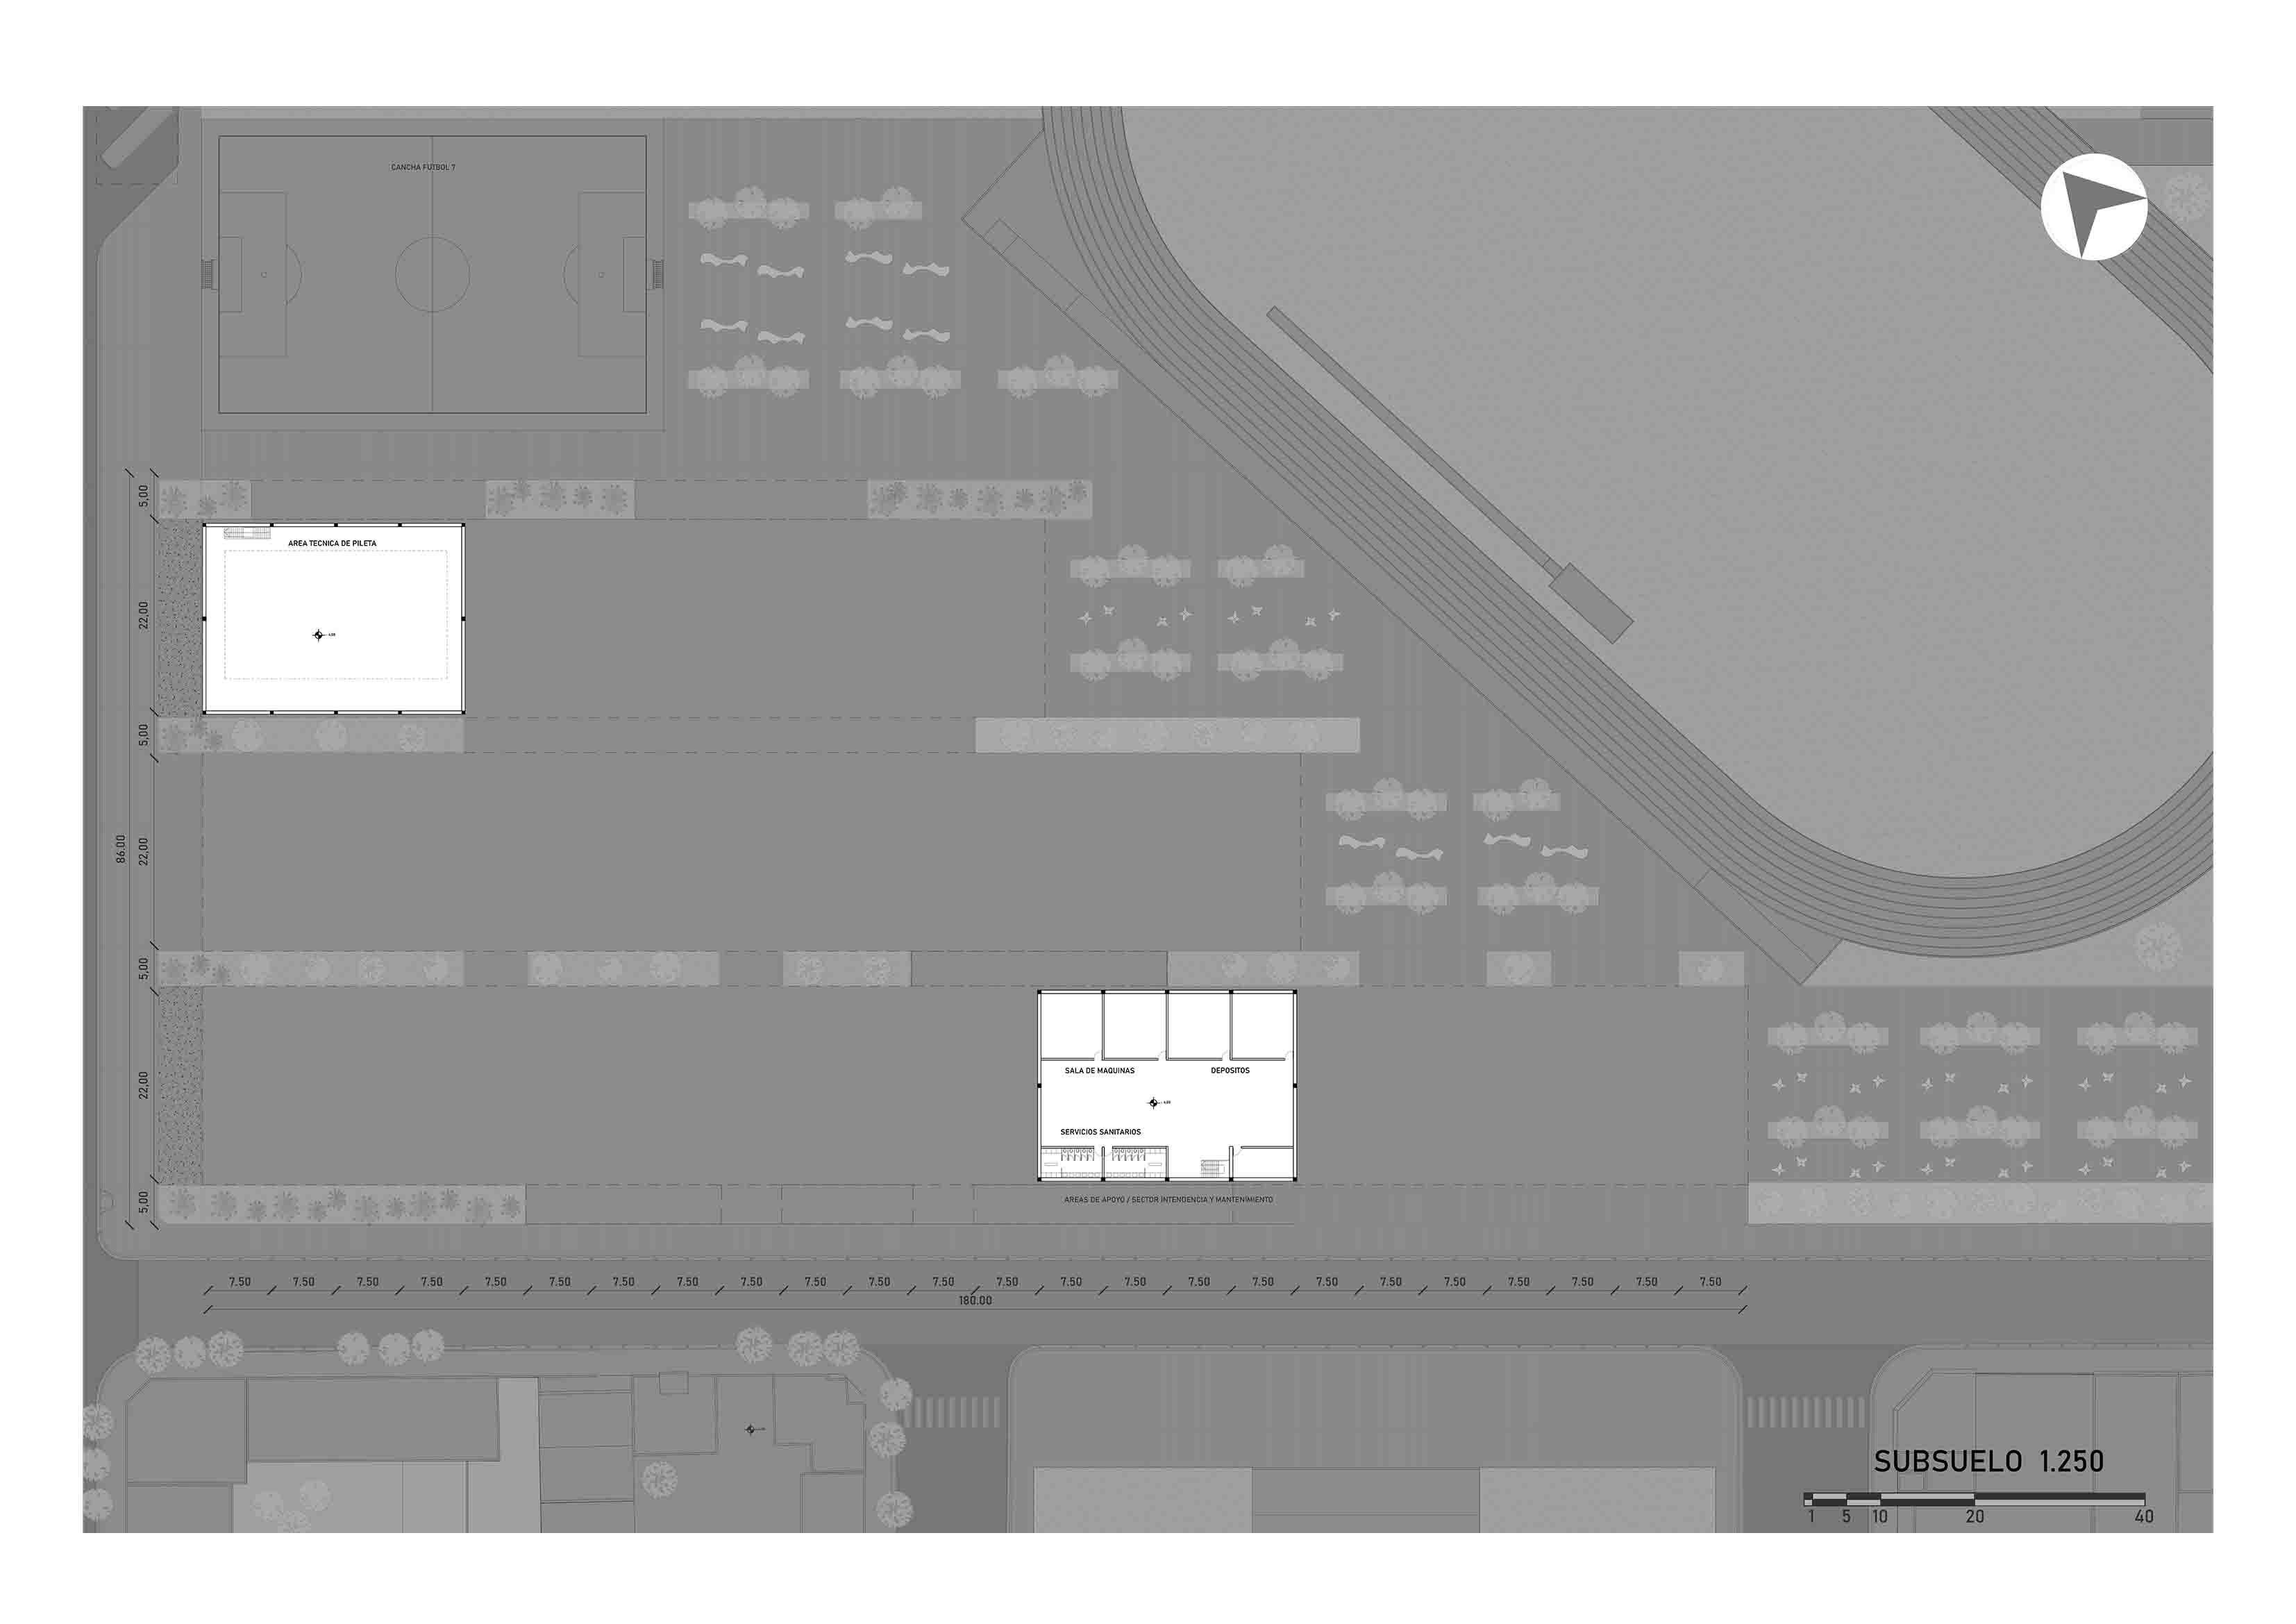 CANCHA FUTBOL 7
5,00
AREA TECNICA DE PILETA
22,00
5,00
86.00
22,00
5,00
SALA DE MAQUINAS
DEPOSITOS
22,00
SERVICIOS SANITARIOS
5,00
AREAS DE APOYO / SECTOR INTENDENCIA Y MANTENIMIENTO
7.50 7.50 7.50 7.50 7.50 7.50 7.50 7.50 7.50 7.50 7.50 7.50 7.50 7.50 7.50 7.50 7.50 7.50 7.50 7.50 7.50 7.50 7.50 7.50
180.00
SUBSUELO 1.250
1 5 10 20 40